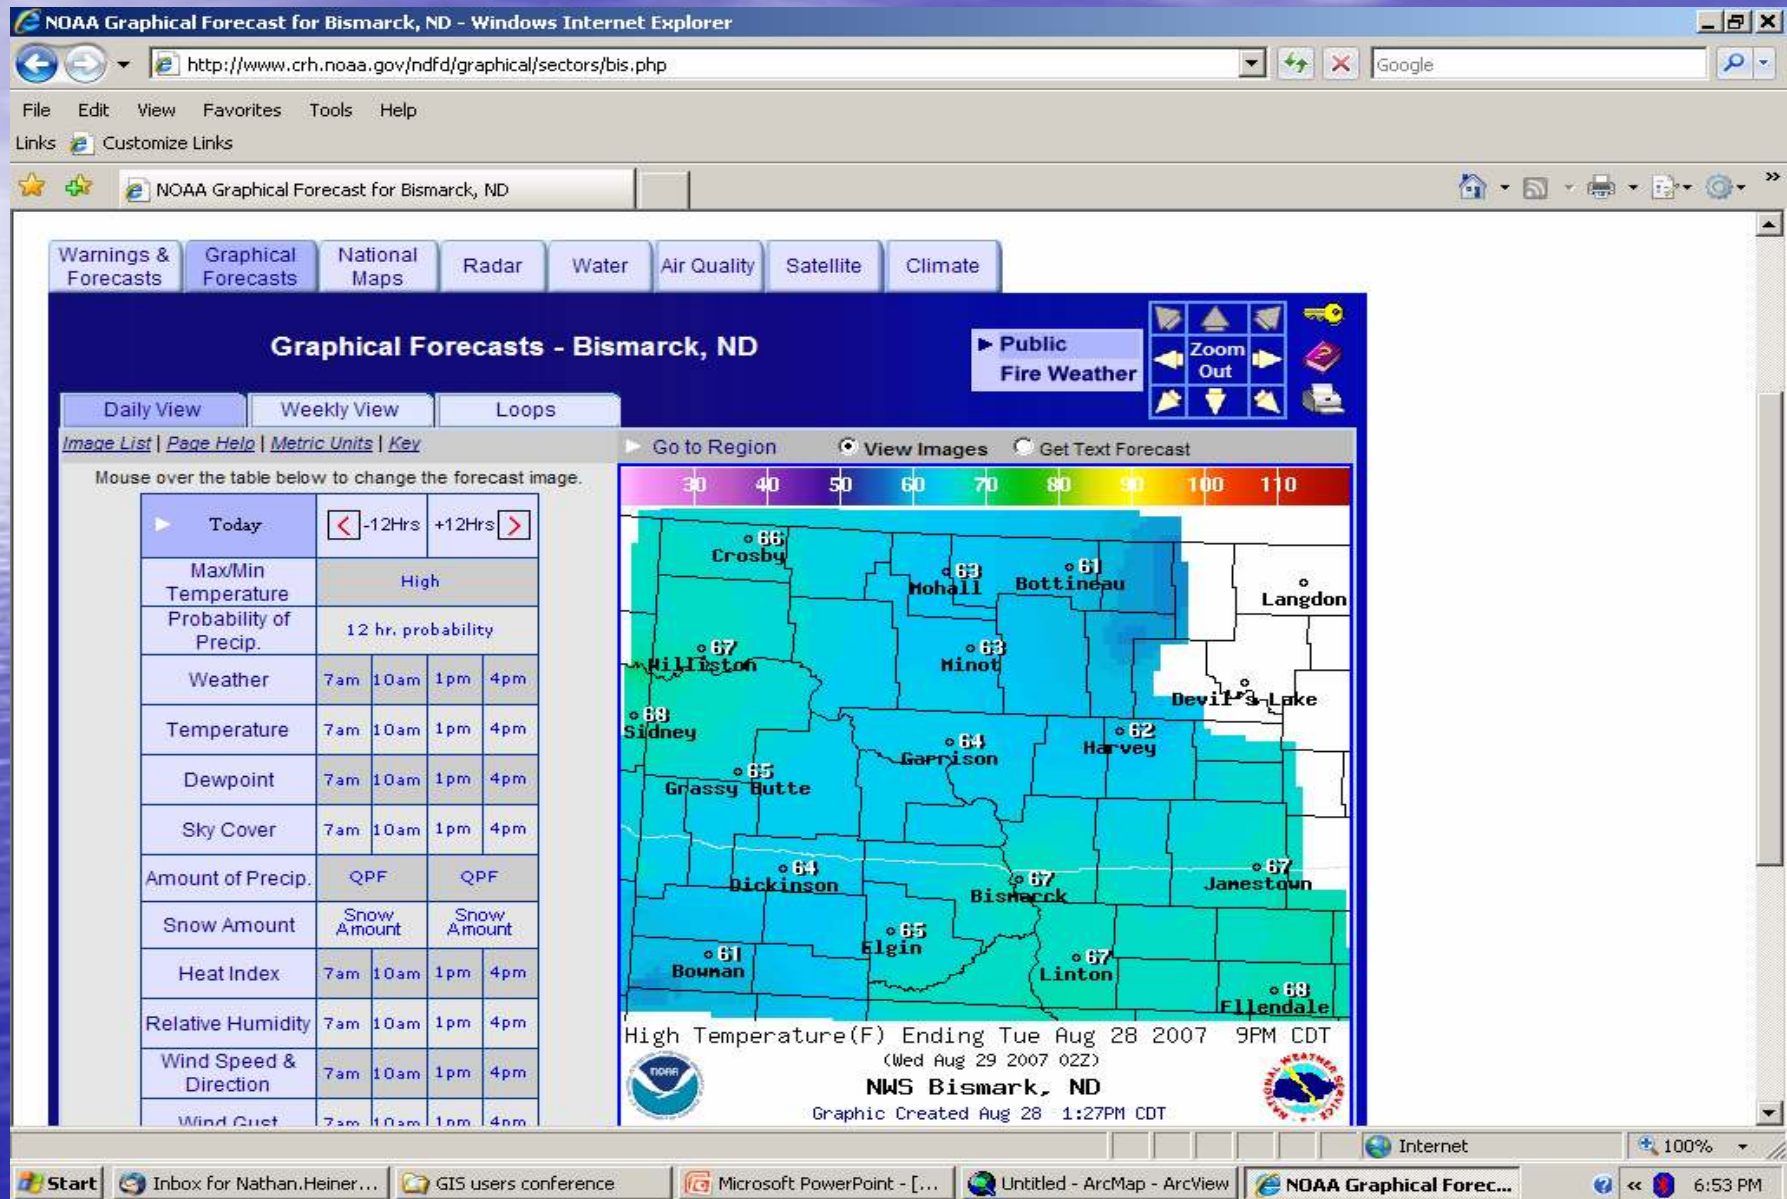 NOAA Graphical Forecast for Bismarck, ND - Windows Internet Explorer
http://www.crh.noaa.gov/ndfd/graphical/sectors/bis.php
Google
File Edit View Favorites Tools Help
Links Customize Links
NOAA Graphical Forecast for Bismarck, ND
Warnings & Forecasts Graphical Forecasts National Maps Radar Water Air Quality Satellite Climate
Graphical Forecasts - Bismarck, ND
Public
Fire Weather
Zoom Out
Daily View Weekly View Loops
Image List | Page Help | Metric Units | Key
Go to Region View Images Get Text Forecast
Mouse over the table below to change the forecast image.
Today -12Hrs +12Hrs
Max/Min Temperature High
Probability of Precip. 12 hr. probability
Weather 7am 10am 1pm 4pm
Temperature 7am 10am 1pm 4pm
Dewpoint 7am 10am 1pm 4pm
Sky Cover 7am 10am 1pm 4pm
Amount of Precip. QPF QPF
Snow Amount Snow Amount Snow Amount
Heat Index 7am 10am 1pm 4pm
Relative Humidity 7am 10am 1pm 4pm
Wind Speed & Direction 7am 10am 1pm 4pm
Wind Gust 7am 10am 1pm 4pm
30 40 50 60 70 80 90 100 110
66
Crosby
63
Mohall
61
Bottineau
Langdon
67
Williston
63
Minot
Devil's Lake
68
Sidney
64
Garrison
62
Harvey
65
Grassy Butte
64
Dickinson
67
Bismarck
67
Jamestown
65
Elgin
61
Bowman
67
Linton
68
Ellendale
High Temperature(F) Ending Tue Aug 28 2007 9PM CDT
(Wed Aug 29 2007 02Z)
NWS Bismark, ND
Graphic Created Aug 28 1:27PM CDT
NOAA
Internet 100%
Start Inbox for Nathan.Heiner... GIS users conference Microsoft PowerPoint - [... Untitled - ArcMap - ArcView NOAA Graphical Forec... 6:53 PM